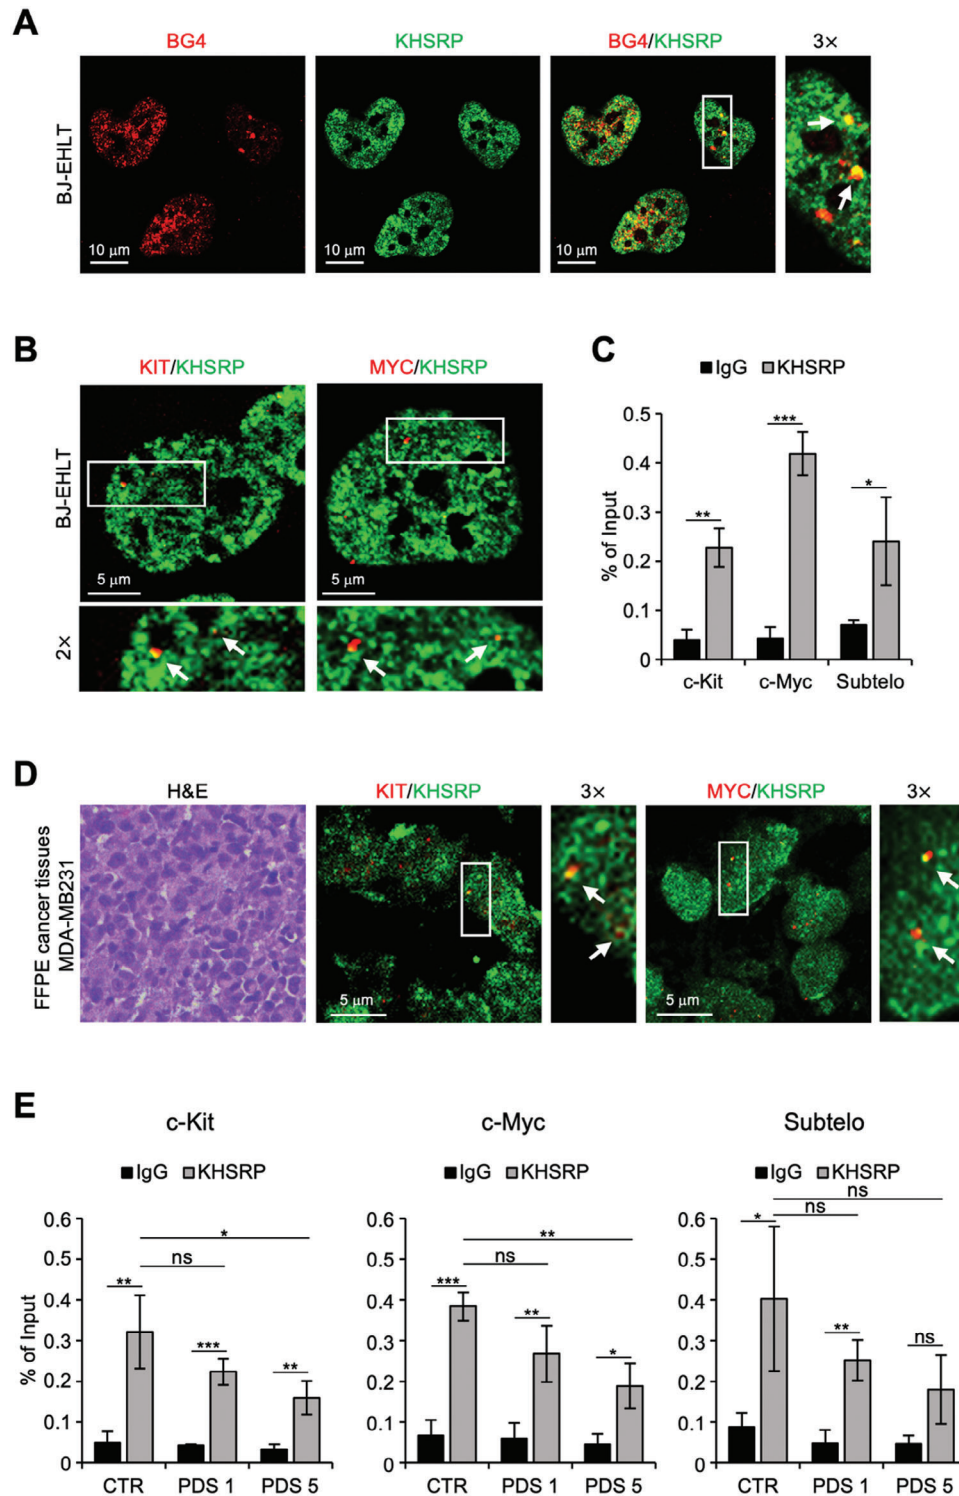 A
BG4
KHSRP
BG4/KHSRP
3×
BJ-EHLT
10 μm
10 μm
10 μm
B
KIT/KHSRP
MYC/KHSRP
BJ-EHLT
5 μm
5 μm
2×
C
IgG KHSRP
% of Input
0.5
0.4
0.3
0.2
0.1
0
**
***
*
c-Kit c-Myc Subtelo
D
H&E
KIT/KHSRP
3×
MYC/KHSRP
3×
FFPE cancer tissues
MDA-MB231
5 μm
5 μm
E
c-Kit
IgG KHSRP
% of Input
0.6
0.5
0.4
0.3
0.2
0.1
0
*
ns
**
***
**
CTR PDS 1 PDS 5
c-Myc
IgG KHSRP
0.6
0.5
0.4
0.3
0.2
0.1
0
**
ns
***
**
*
CTR PDS 1 PDS 5
Subtelo
IgG KHSRP
0.6
0.5
0.4
0.3
0.2
0.1
0
ns
ns
*
**
ns
CTR PDS 1 PDS 5